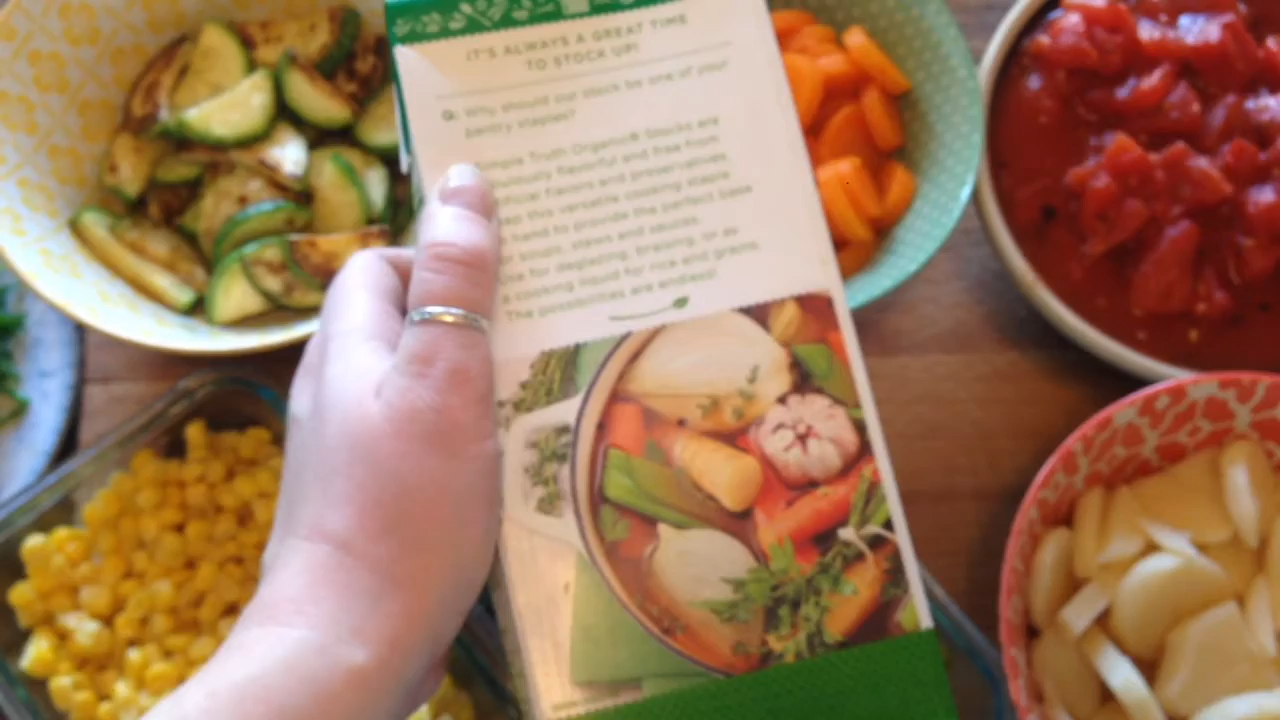 IT'S ALWAYS A GREAT TIME
TO STOCK UP!
Q: Why should our stock be one of your
pantry staples?
Simple Truth Organic® Stocks are
flavorful and free from
artificial flavors and preservatives.
this versatile cooking staple
hand to provide the perfect base
soups, stews and sauces.
for deglazing, braising, or as
a cooking liquid for rice and grains.
The possibilities are endless!